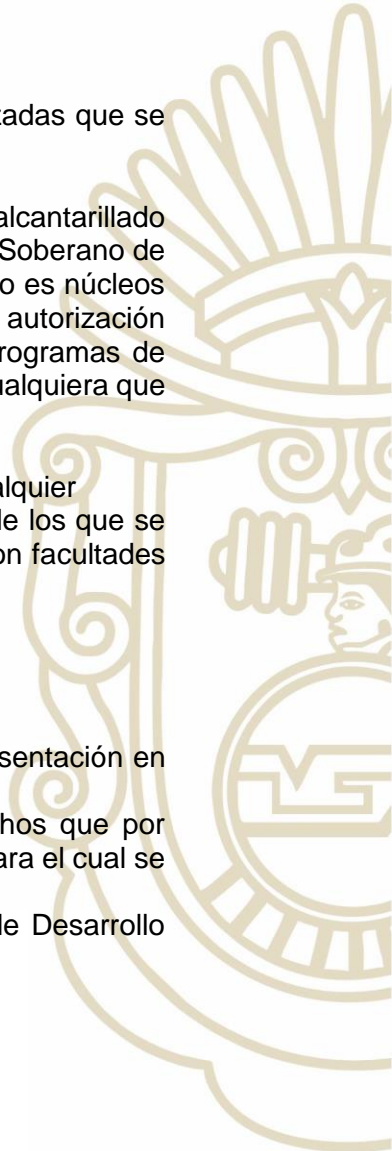 tadas que se
alcantarillado
Soberano de
o es núcleos
autorización
rogramas de
ualquiera que
alquier
le los que se
on facultades
sentación en
hos que por
ara el cual se
le Desarrollo